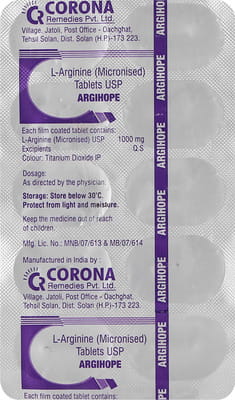 CORONA
Remedies Pvt. Ltd.
Village, Jatoli, Post Office - Oachghat,
Tehsil Solan, Dist. Solan (H.P)-173 223.
L-Arginine (Micronised)
Tablets USP
ARGIHOPE
Each film coated tablet contains:
L-Arginine (Micronised) USP 1000 mg
Excipients Q.S
Colour: Titanium Dioxide IP
Dosage:
As directed by the physician.
Storage: Store below 30°C.
Protect from light and moisture.
Keep the medicine out of reach
of children.
Mfg. Lic. No.: MNB/07/613 & MB/07/614
Manufactured in India by:
CORONA
Remedies Pvt. Ltd.
Village, Jatoli, Post Office - Oachghat,
Tehsil Solan, Dist. Solan (H.P)-173 223.
L-Arginine (Micronised)
Tablets USP
ARGIHOPE
Each film coated tablet contains:
ARGIHOPE ARGIHOPE ARGIHOPE ARGIHOPE ARGIHOPE